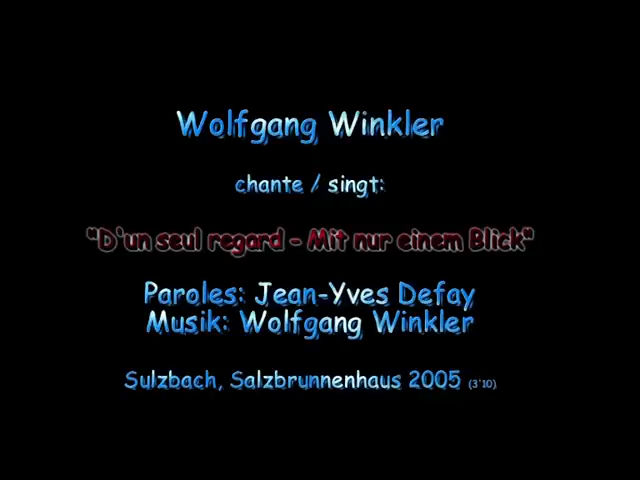 Wolfgang Winkler
chante / singt:
"D'un seul regard - Mit nur einem Blick"
Paroles: Jean-Yves Defay
Musik: Wolfgang Winkler
Sulzbach, Salzbrunnenhaus 2005 (3'10)